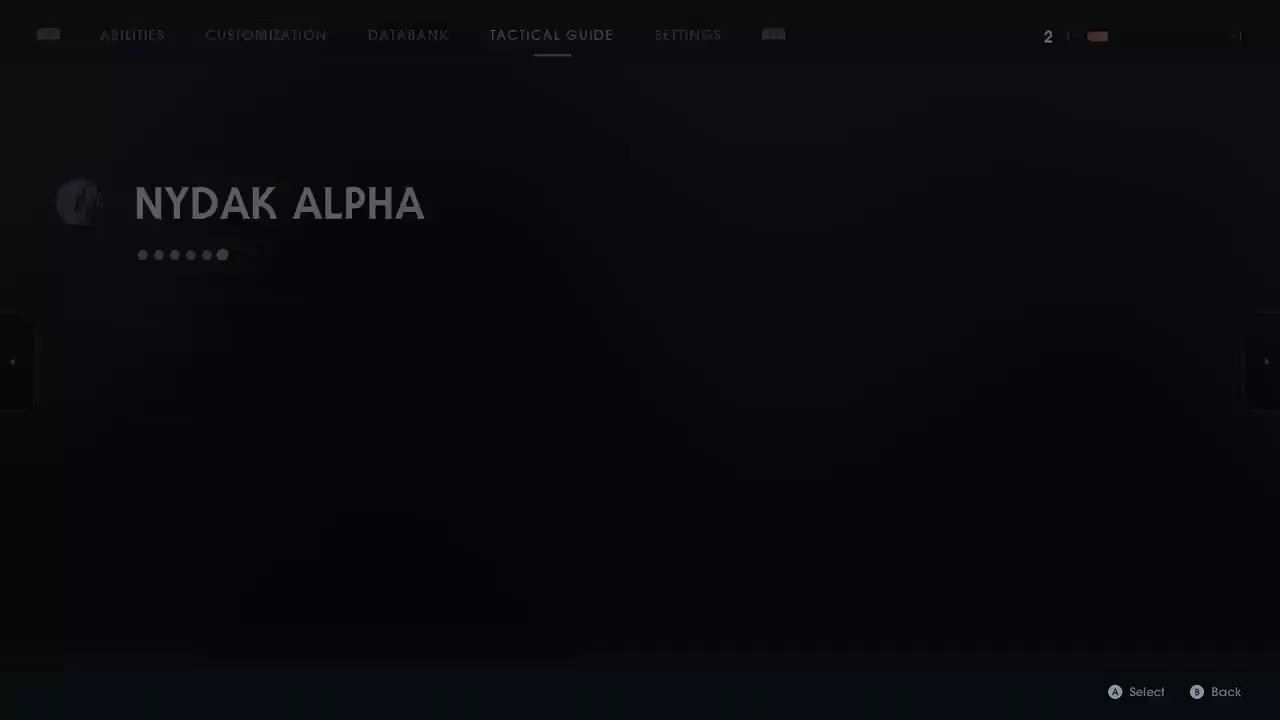 ABILITIES CUSTOMIZATION DATABANK TACTICAL GUIDE SETTINGS 2
NYDAK ALPHA
A Select B Back